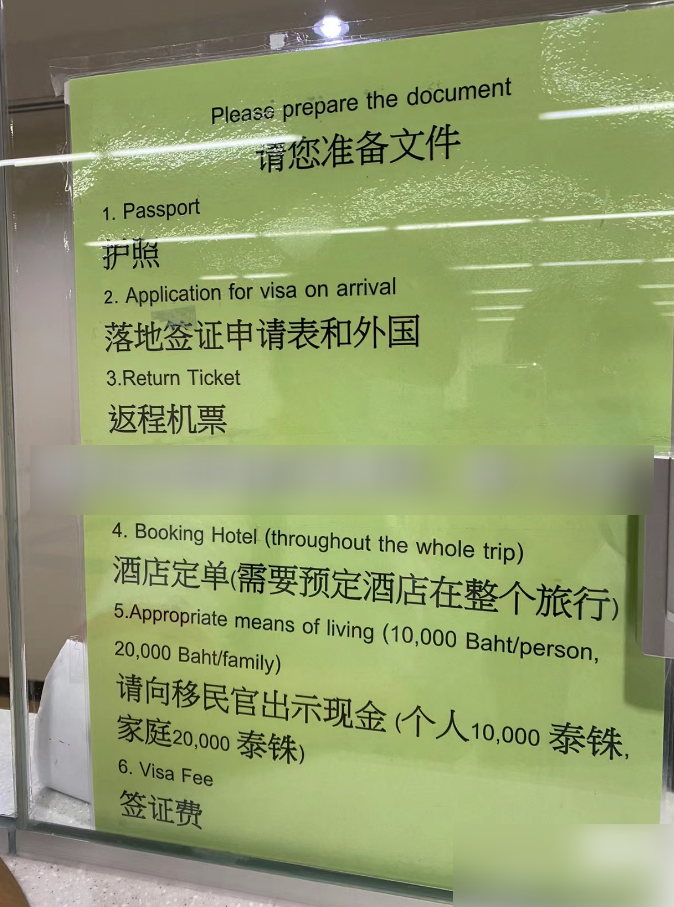 Please prepare the document
请您准备文件
1. Passport
护照
2. Application for visa on arrival
落地签证申请表和外国
3.Return Ticket
返程机票
4. Booking Hotel (throughout the whole trip)
酒店定单(需要预定酒店在整个旅行)
5.Appropriate means of living (10,000 Baht/person,
20,000 Baht/family)
请向移民官出示现金 (个人10,000 泰铢,
家庭20,000 泰铢)
6. Visa Fee
签证费